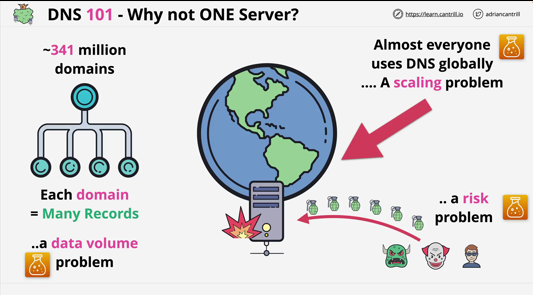 DNS 101 - Why not ONE Server?
https://learn.cantrill.io
adriancantrill
~341 million
domains
Each domain
= Many Records
..a data volume
problem
Almost everyone
uses DNS globally
.... A scaling problem
.. a risk
problem